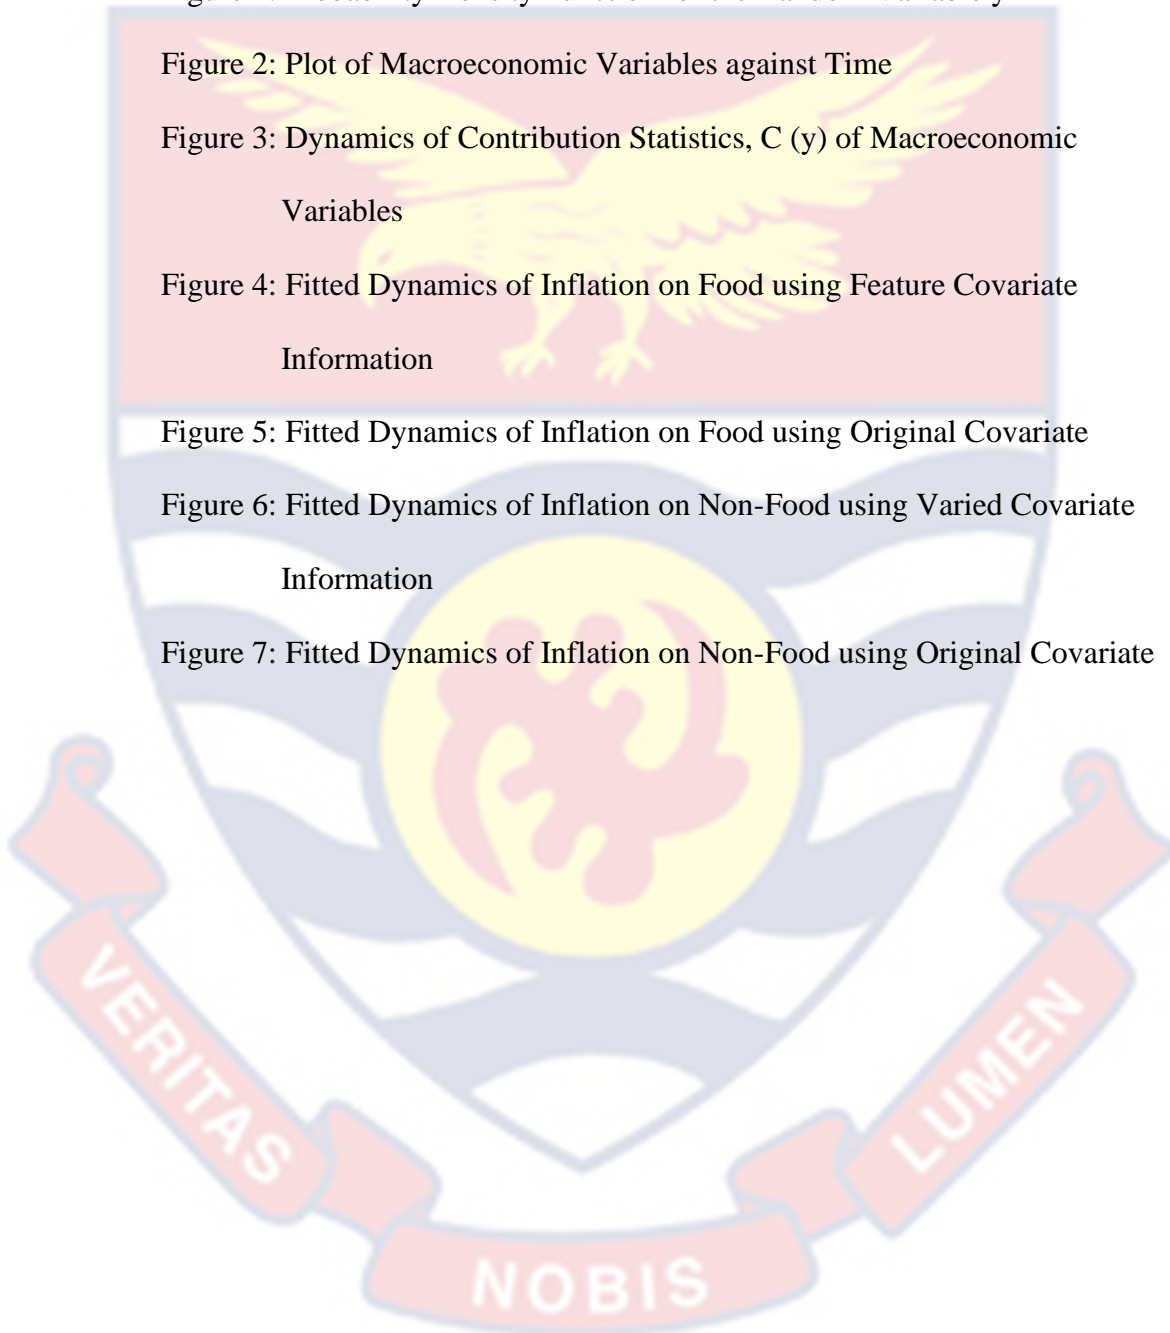 Figure 2: Plot of Macroeconomic Variables against Time
Figure 3: Dynamics of Contribution Statistics, C (y) of Macroeconomic
Variables
Figure 4: Fitted Dynamics of Inflation on Food using Feature Covariate
Information
Figure 5: Fitted Dynamics of Inflation on Food using Original Covariate
Figure 6: Fitted Dynamics of Inflation on Non-Food using Varied Covariate
Information
Figure 7: Fitted Dynamics of Inflation on Non-Food using Original Covariate
VERITAS
NOBIS
LUMEN